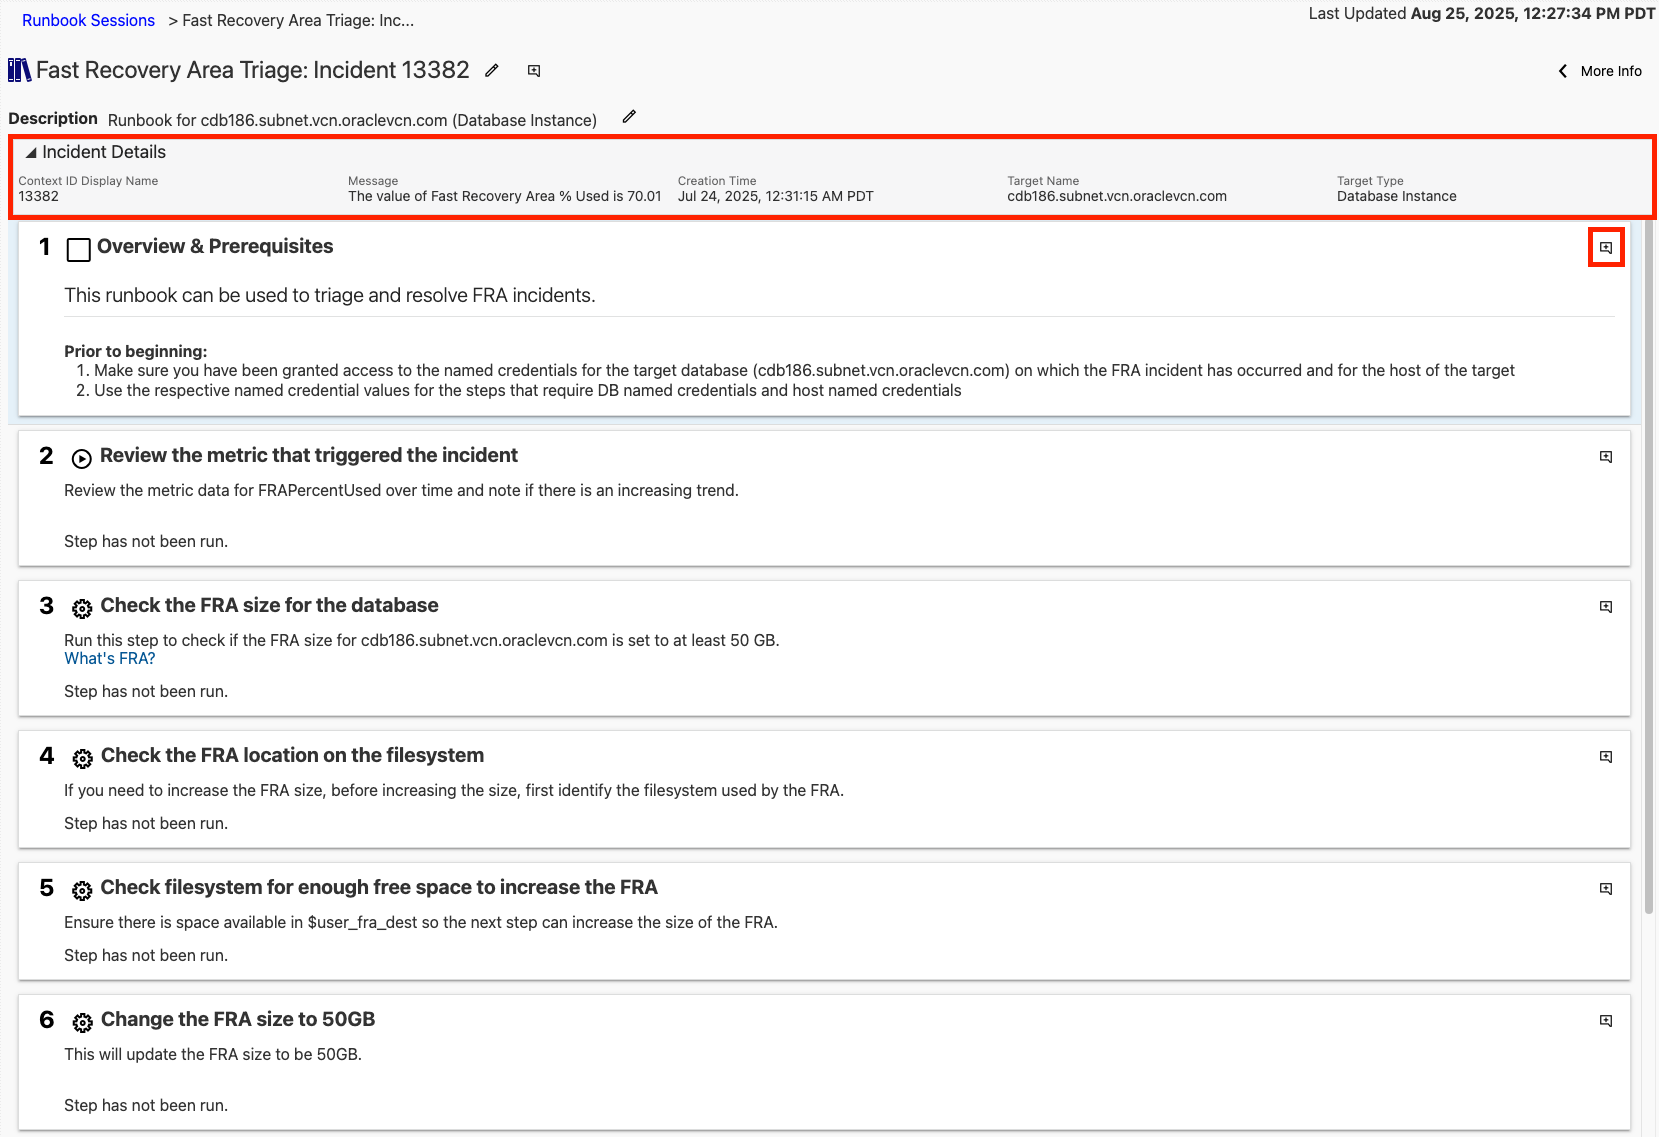 Runbook Sessions > Fast Recovery Area Triage: Inc...
Last Updated Aug 25, 2025, 12:27:34 PM PDT
Fast Recovery Area Triage: Incident 13382
More Info
Description Runbook for cdb186.subnet.vcn.oraclevcn.com (Database Instance)
Incident Details
Context ID Display Name
13382
Message
The value of Fast Recovery Area % Used is 70.01
Creation Time
Jul 24, 2025, 12:31:15 AM PDT
Target Name
cdb186.subnet.vcn.oraclevcn.com
Target Type
Database Instance
1 Overview & Prerequisites
This runbook can be used to triage and resolve FRA incidents.
Prior to beginning:
1. Make sure you have been granted access to the named credentials for the target database (cdb186.subnet.vcn.oraclevcn.com) on which the FRA incident has occurred and for the host of the target
2. Use the respective named credential values for the steps that require DB named credentials and host named credentials
2 Review the metric that triggered the incident
Review the metric data for FRAPercentUsed over time and note if there is an increasing trend.
Step has not been run.
3 Check the FRA size for the database
Run this step to check if the FRA size for cdb186.subnet.vcn.oraclevcn.com is set to at least 50 GB.
What's FRA?
Step has not been run.
4 Check the FRA location on the filesystem
If you need to increase the FRA size, before increasing the size, first identify the filesystem used by the FRA.
Step has not been run.
5 Check filesystem for enough free space to increase the FRA
Ensure there is space available in $user_fra_dest so the next step can increase the size of the FRA.
Step has not been run.
6 Change the FRA size to 50GB
This will update the FRA size to be 50GB.
Step has not been run.